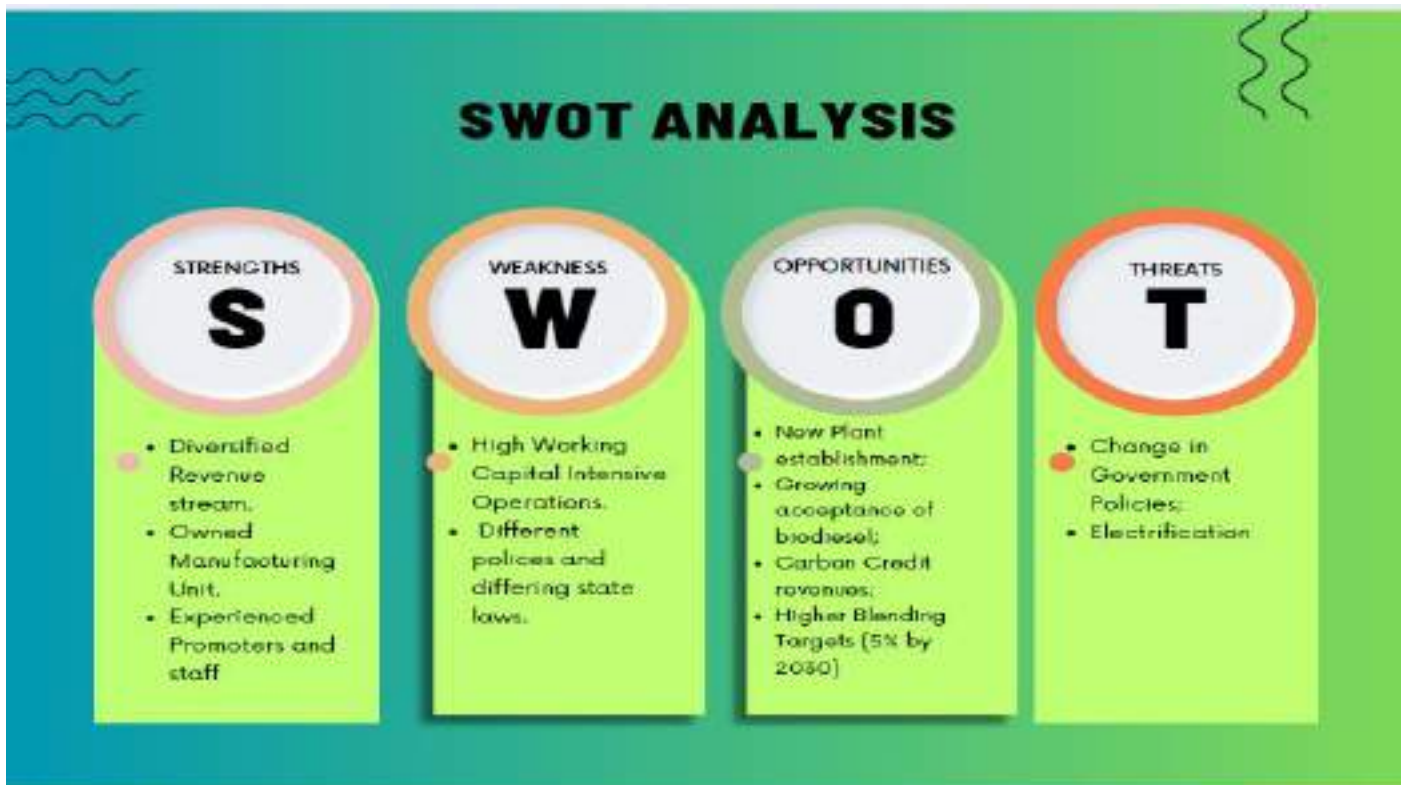 SWOT ANALYSIS
STRENGTHS
S
• Diversified
Revenue
stream.
• Owned
Manufacturing
Unit.
• Experienced
Promoters and
staff
WEAKNESS
W
• High Working
Capital Intensive
Operations.
• Different
polices and
differing state
laws.
OPPORTUNITIES
O
• New Plant
establishment;
• Growing
acceptance of
biodiesel;
• Carbon Credit
revenues;
• Higher Blending
Targets (5% by
2030)
THREATS
T
• Change in
Government
Policies;
• Electrification